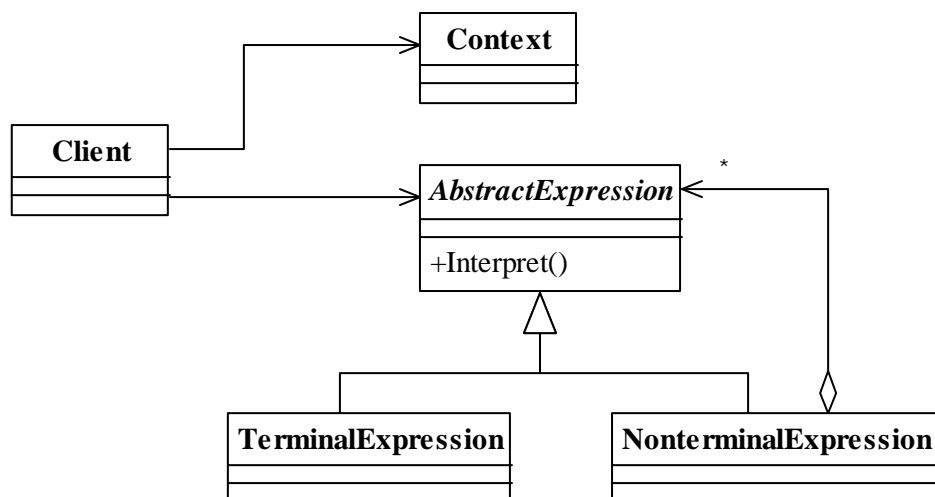 Context
Client
AbstractExpression
*
+Interpret()
TerminalExpression
NonterminalExpression